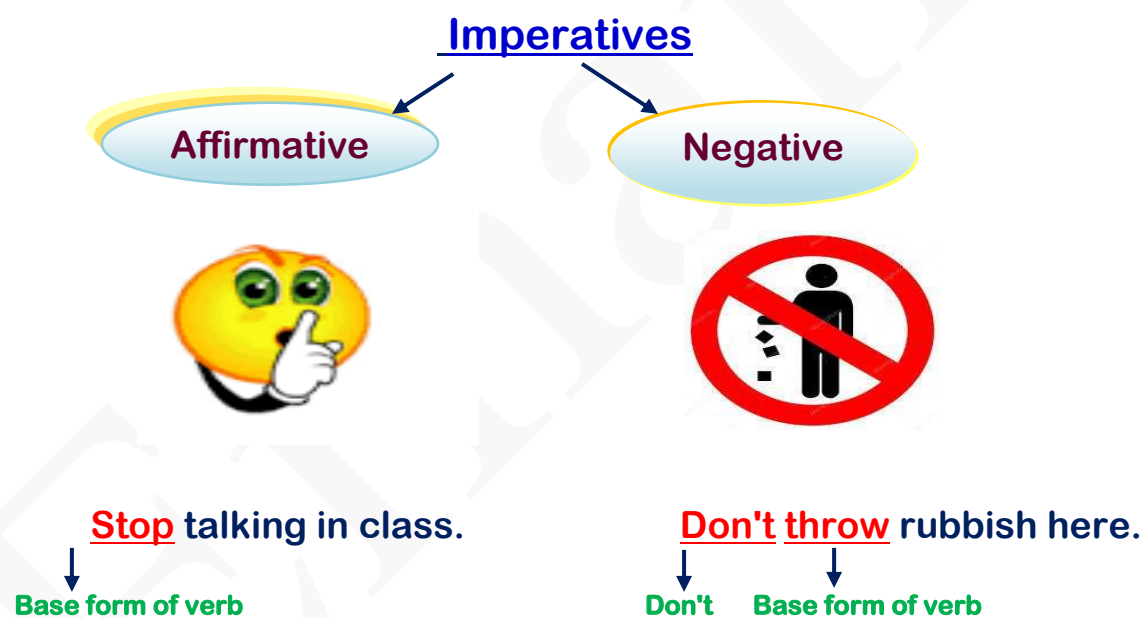 Imperatives
Affirmative
Negative
Stop talking in class.
Don't throw rubbish here.
Base form of verb
Don't
Base form of verb